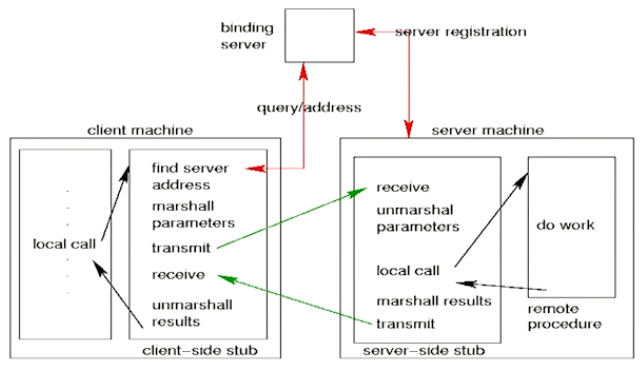 binding
server
server registration
query/address
client machine
server machine
find server
address
marshall
parameters
transmit
receive
unmarshall
results
local call
client-side stub
receive
unmarshal
parameters
local call
marshall results
transmit
server-side stub
do work
remote
procedure